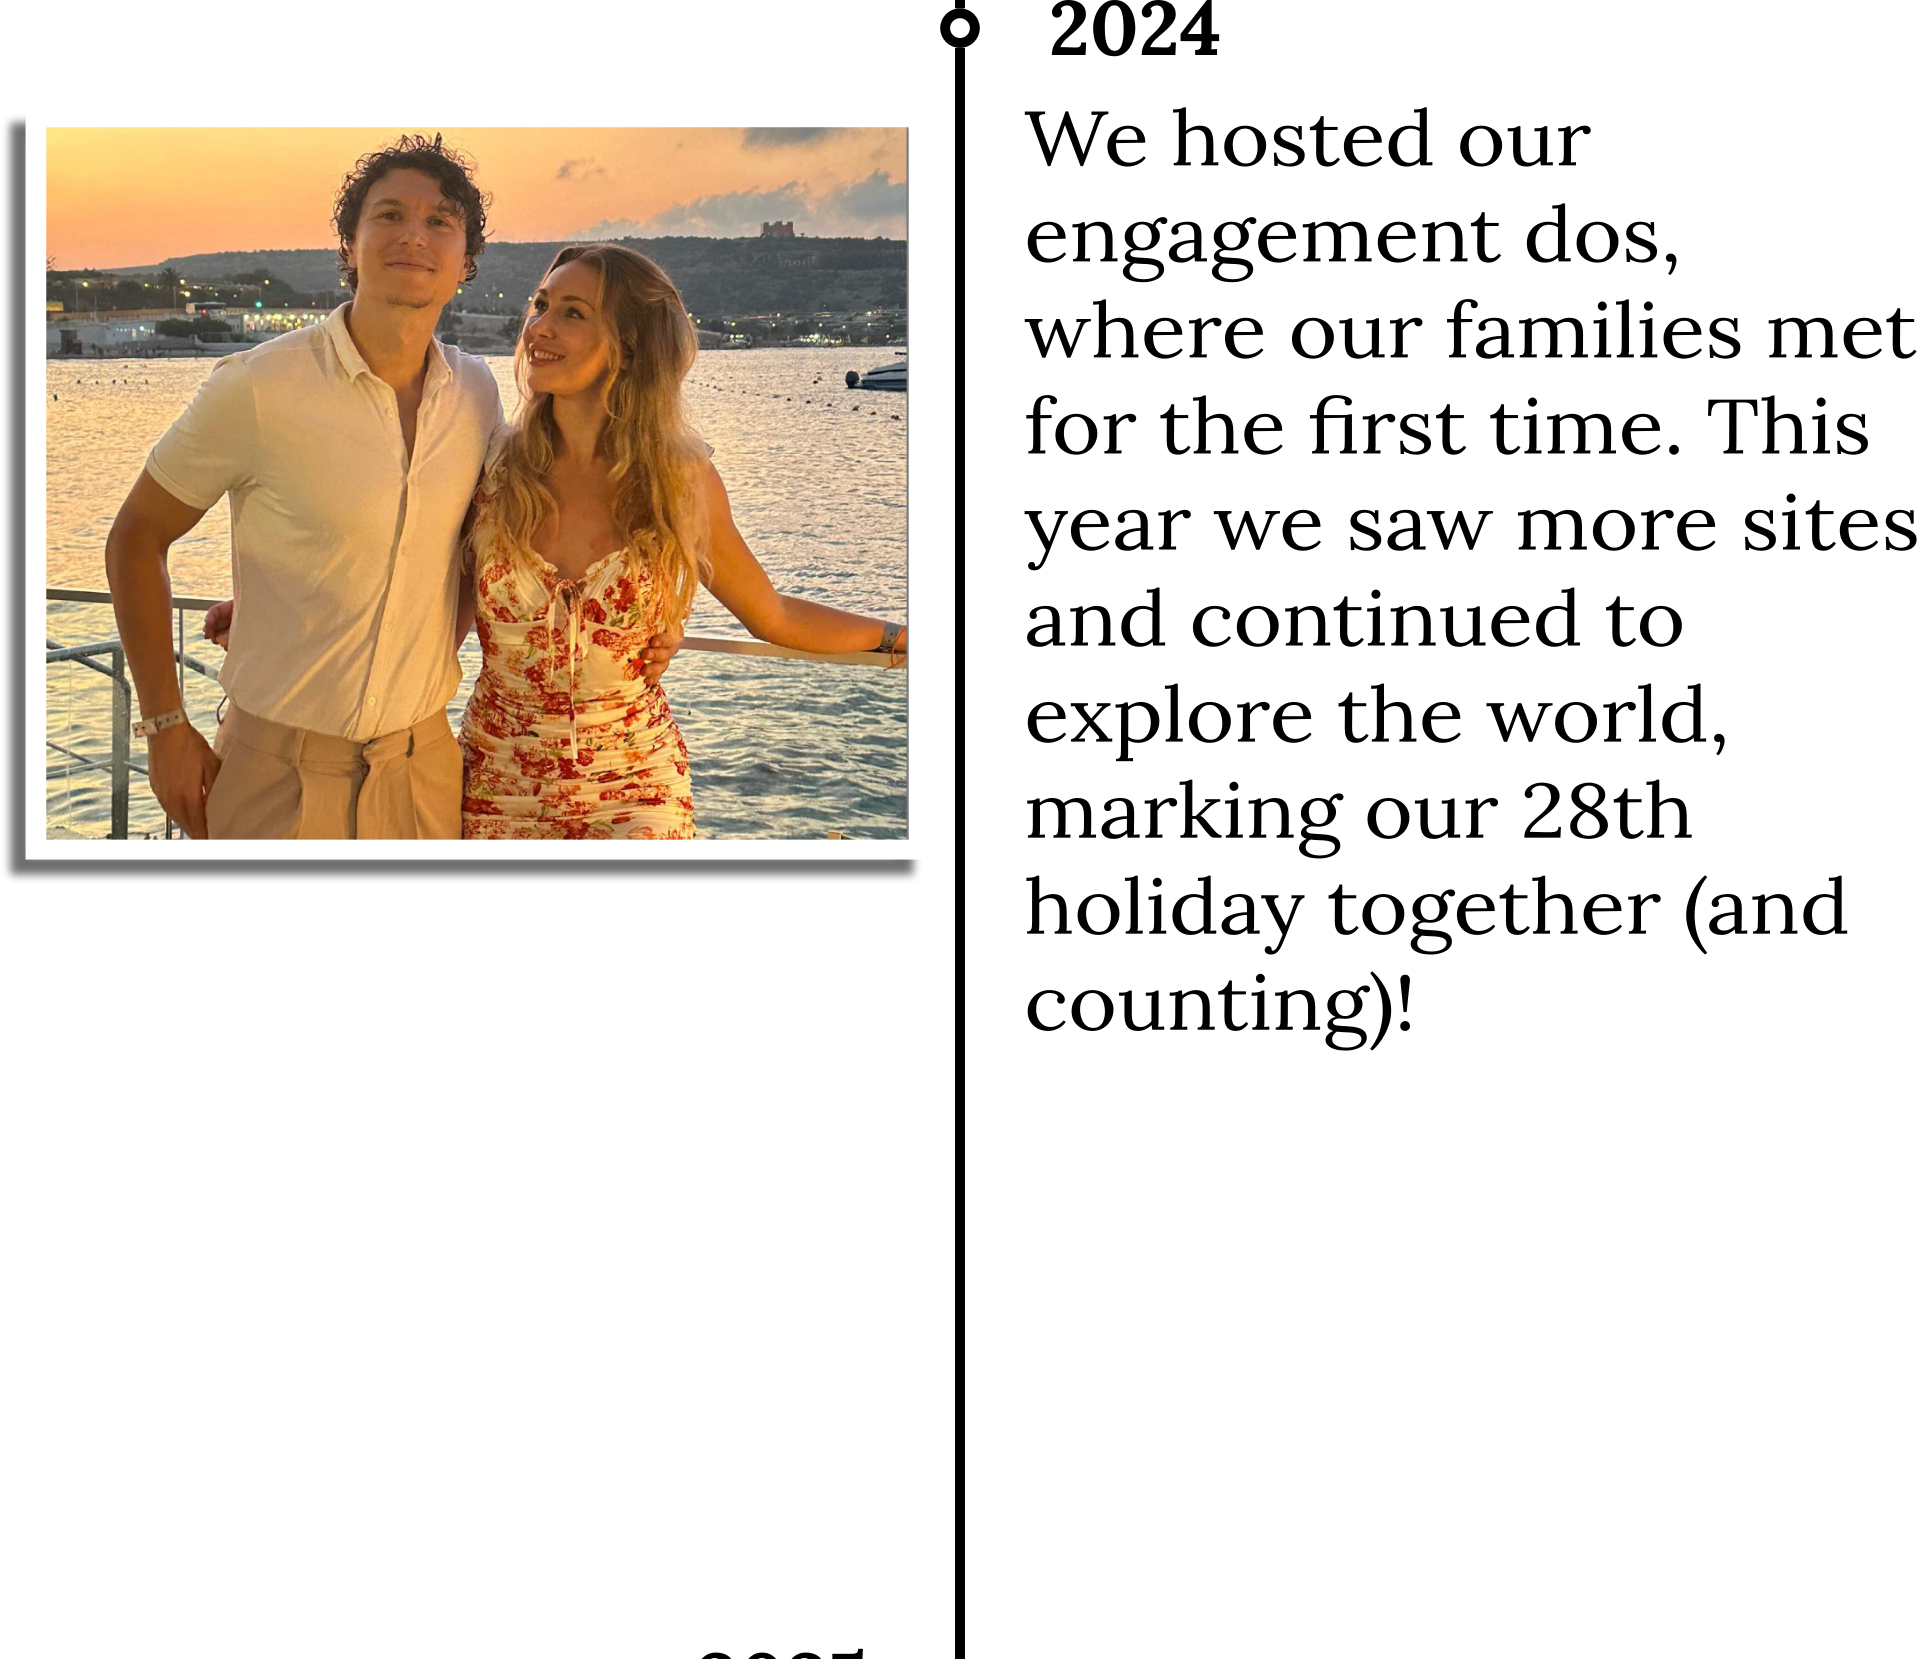 2024
We hosted our
engagement dos,
where our families met
for the first time. This
year we saw more sites
and continued to
explore the world,
marking our 28th
holiday together (and
counting)!